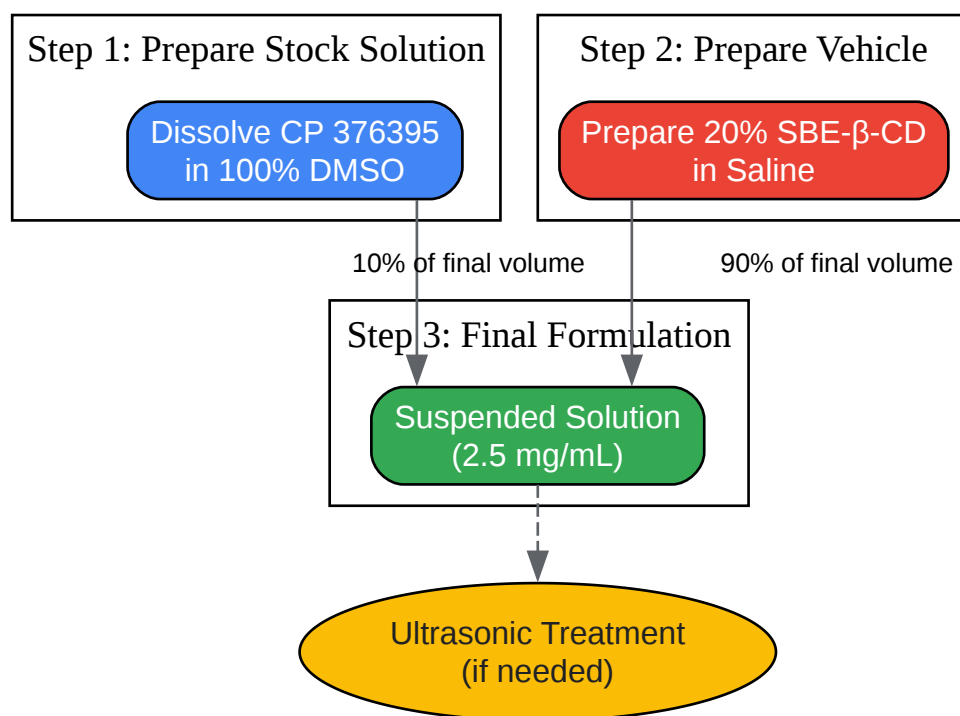 Step 1: Prepare Stock Solution
Dissolve CP 376395
in 100% DMSO
Step 2: Prepare Vehicle
Prepare 20% SBE-β-CD
in Saline
10% of final volume
90% of final volume
Step 3: Final Formulation
Suspended Solution
(2.5 mg/mL)
Ultrasonic Treatment
(if needed)